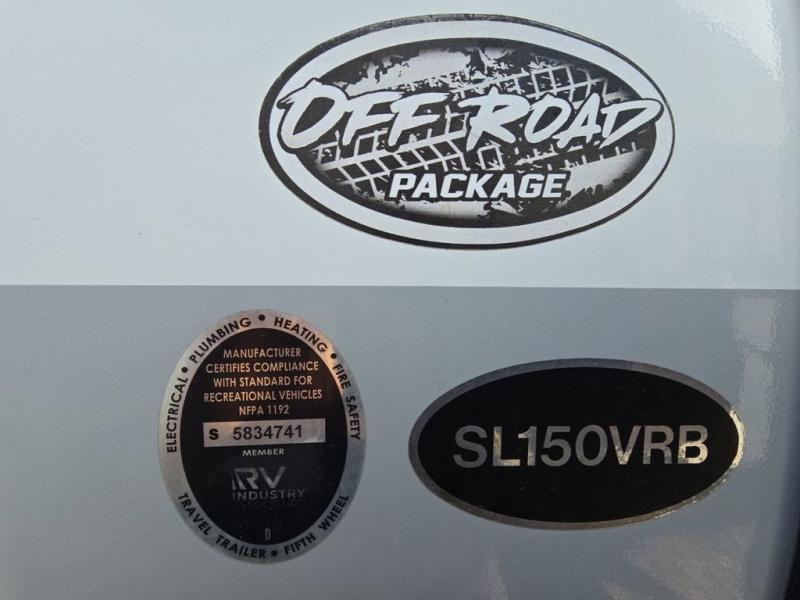 OFF ROAD
PACKAGE
ELECTRICAL • PLUMBING • HEATING • FIRE SAFETY
MANUFACTURER
CERTIFIES COMPLIANCE
WITH STANDARD FOR
RECREATIONAL VEHICLES
NFPA 1192
S 5834741
MEMBER
RV
INDUSTRY
ASSOCIATION
D
TRAVEL TRAILER • FIFTH WHEEL
SL150VRB